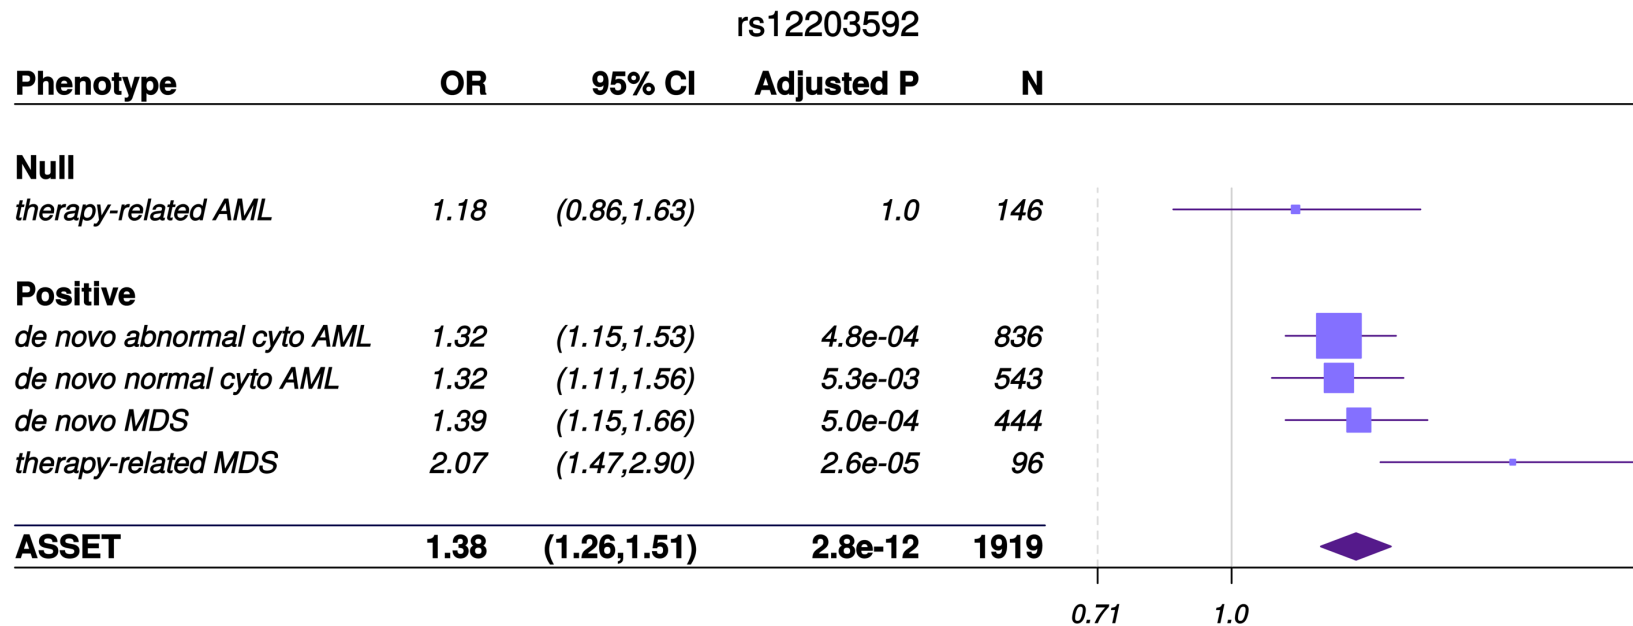 rs12203592
Phenotype OR 95% CI Adjusted P N
Null
therapy-related AML 1.18 (0.86,1.63) 1.0 146
Positive
de novo abnormal cyto AML 1.32 (1.15,1.53) 4.8e-04 836
de novo normal cyto AML 1.32 (1.11,1.56) 5.3e-03 543
de novo MDS 1.39 (1.15,1.66) 5.0e-04 444
therapy-related MDS 2.07 (1.47,2.90) 2.6e-05 96
ASSET 1.38 (1.26,1.51) 2.8e-12 1919
0.71 1.0